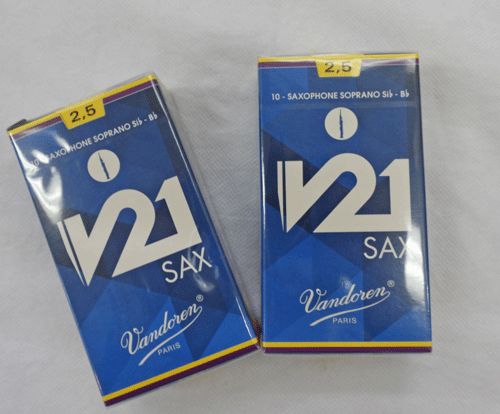 2,5
10 - SAXOPHONE SOPRANO Si♭ - B♭
V21
SAX
Vandoren®
PARIS
2,5
10 - SAXOPHONE SOPRANO Si♭ - B♭
V21
SAX
Vandoren®
PARIS